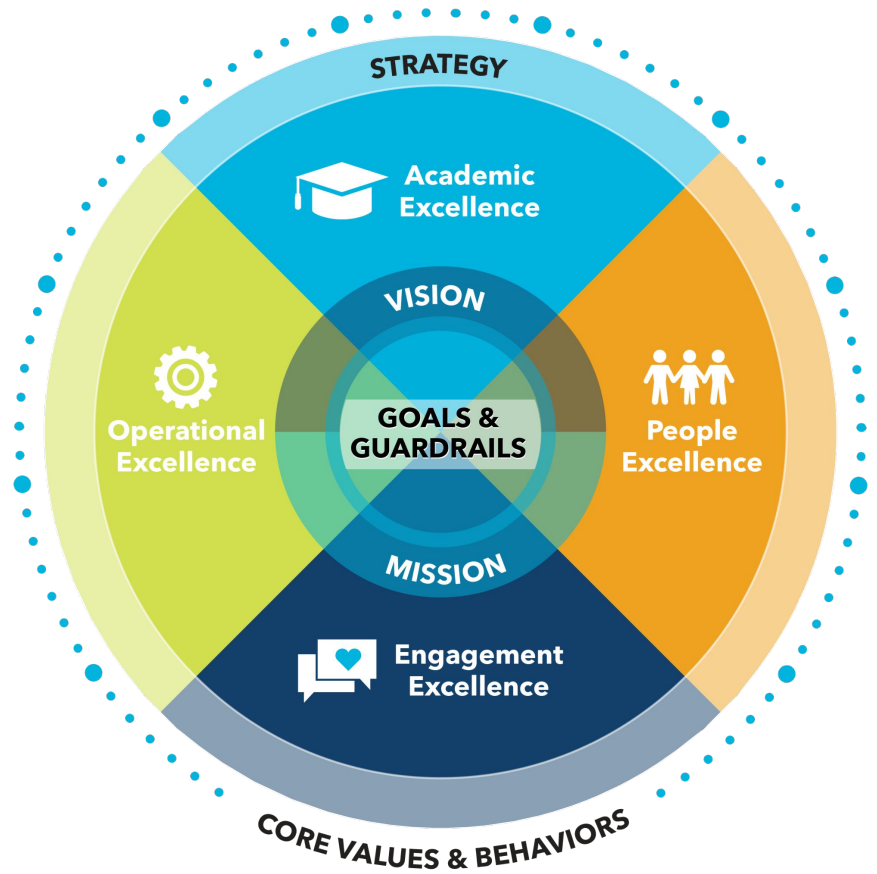 STRATEGY
Academic
Excellence
VISION
Operational
Excellence
GOALS &
GUARDRAILS
People
Excellence
MISSION
Engagement
Excellence
CORE VALUES & BEHAVIORS